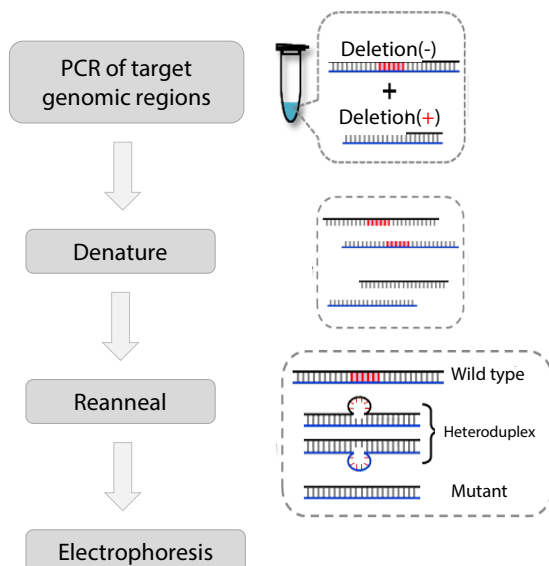 PCR of target
genomic regions
Deletion(-)
+
Deletion(+)
Denature
Reanneal
Wild type
Heteroduplex
Mutant
Electrophoresis